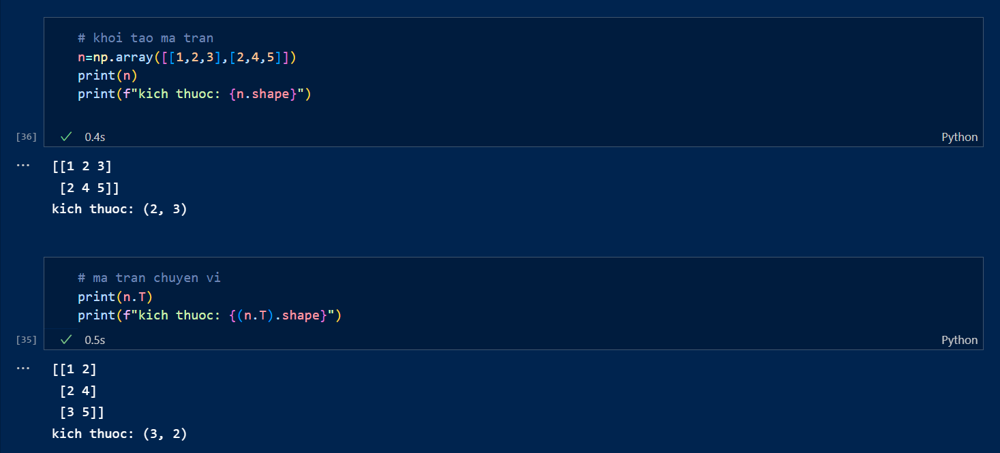 # khoi tao ma tran
n=np.array([[1,2,3],[2,4,5]])
print(n)
print(f"kich thuoc: {n.shape}")
[36] ✓ 0.4s Python
... [[1 2 3]
[2 4 5]]
kich thuoc: (2, 3)
# ma tran chuyen vi
print(n.T)
print(f"kich thuoc: {(n.T).shape}")
[35] ✓ 0.5s Python
... [[1 2]
[2 4]
[3 5]]
kich thuoc: (3, 2)